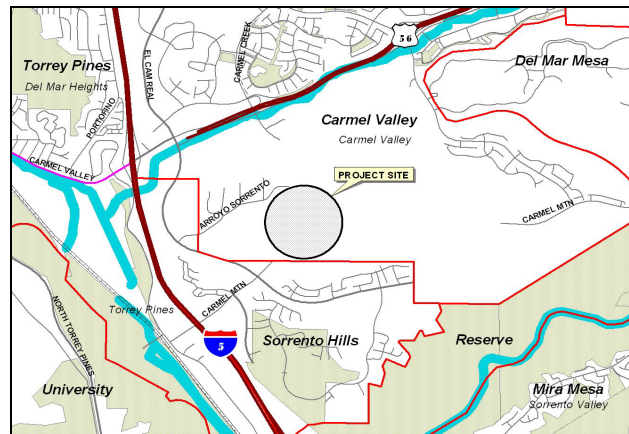 56
EL CAM REAL
CARMEL CREEK
Torrey Pines
Del Mar Heights
Del Mar Mesa
PORTOFINO
Carmel Valley
Carmel Valley
CARMEL VALLEY
PROJECT SITE
ARROYO SORRENTO
CARMEL MTN
CARMEL MTN
Torrey Pines
NORTH TORREY PINES
5
Sorrento Hills
Reserve
University
Mira Mesa
Sorrento Valley